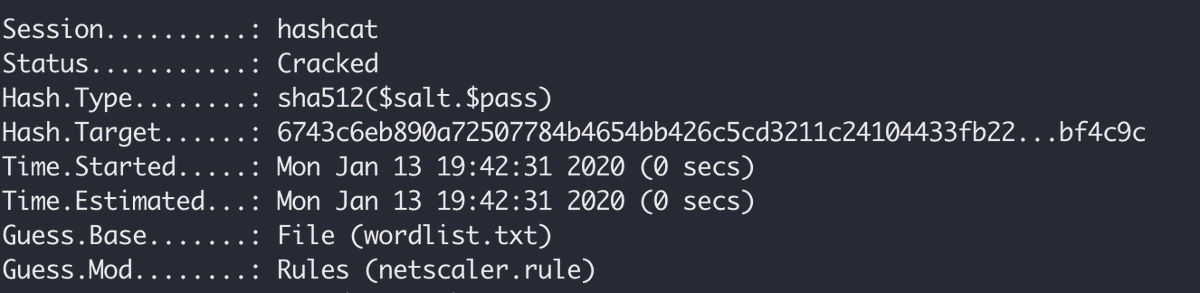 Session..........: hashcat
Status...........: Cracked
Hash.Type........: sha512($salt.$pass)
Hash.Target......: 6743c6eb890a72507784b4654bb426c5cd3211c24104433fb22...bf4c9c
Time.Started.....: Mon Jan 13 19:42:31 2020 (0 secs)
Time.Estimated...: Mon Jan 13 19:42:31 2020 (0 secs)
Guess.Base.......: File (wordlist.txt)
Guess.Mod........: Rules (netscaler.rule)